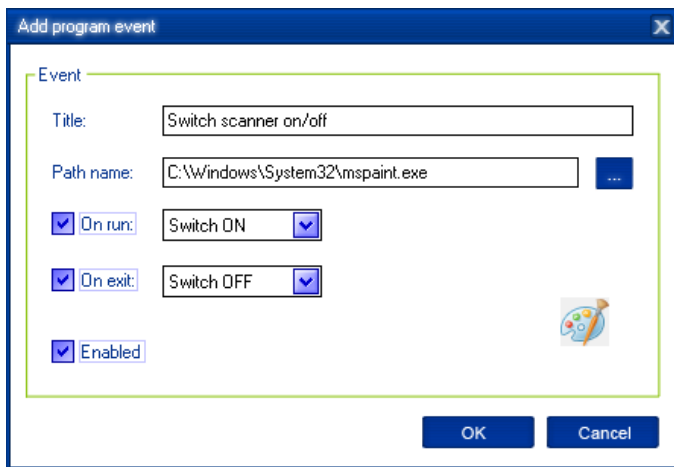 Add program event
Event
Title: Switch scanner on/off
Path name: C:\Windows\System32\mspaint.exe ...
On run: Switch ON
On exit: Switch OFF
Enabled
OK Cancel